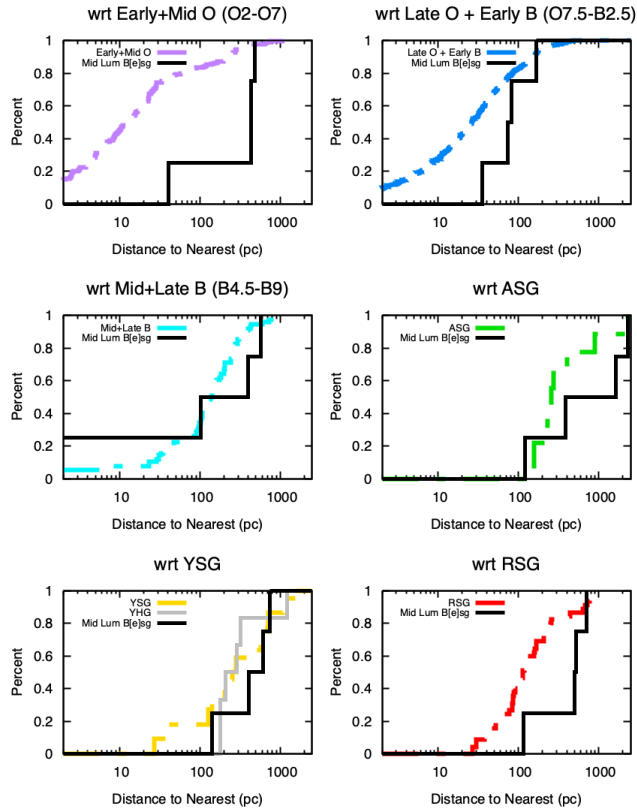 wrt Early+Mid O (O2-O7)
1
0.8
0.6
0.4
0.2
0
Percent
Early+Mid O
Mid Lum B[e]sg
10
100
1000
Distance to Nearest (pc)
wrt Late O + Early B (O7.5-B2.5)
1
0.8
0.6
0.4
0.2
0
Percent
Late O + Early B
Mid Lum B[e]sg
10
100
1000
Distance to Nearest (pc)
wrt Mid+Late B (B4.5-B9)
1
0.8
0.6
0.4
0.2
0
Percent
Mid+Late B
Mid Lum B[e]sg
10
100
1000
Distance to Nearest (pc)
wrt ASG
1
0.8
0.6
0.4
0.2
0
Percent
ASG
Mid Lum B[e]sg
10
100
1000
Distance to Nearest (pc)
wrt YSG
1
0.8
0.6
0.4
0.2
0
Percent
YSG
YHG
Mid Lum B[e]sg
10
100
1000
Distance to Nearest (pc)
wrt RSG
1
0.8
0.6
0.4
0.2
0
Percent
RSG
Mid Lum B[e]sg
10
100
1000
Distance to Nearest (pc)